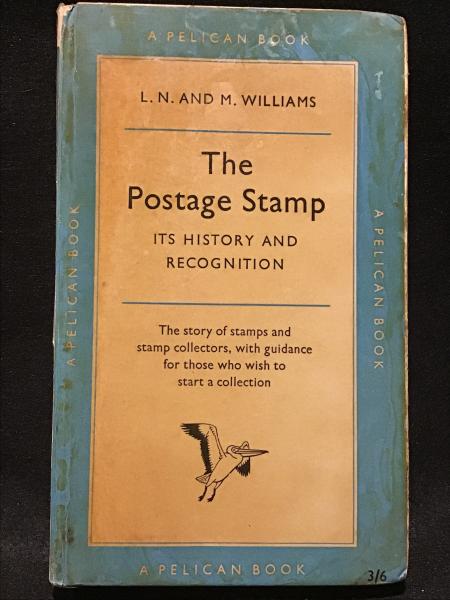 A PELICAN BOOK
L. N. AND M. WILLIAMS
The
Postage Stamp
ITS HISTORY AND
RECOGNITION
The story of stamps and
stamp collectors, with guidance
for those who wish to
start a collection
A PELICAN BOOK
A PELICAN BOOK
A PELICAN BOOK
3/6